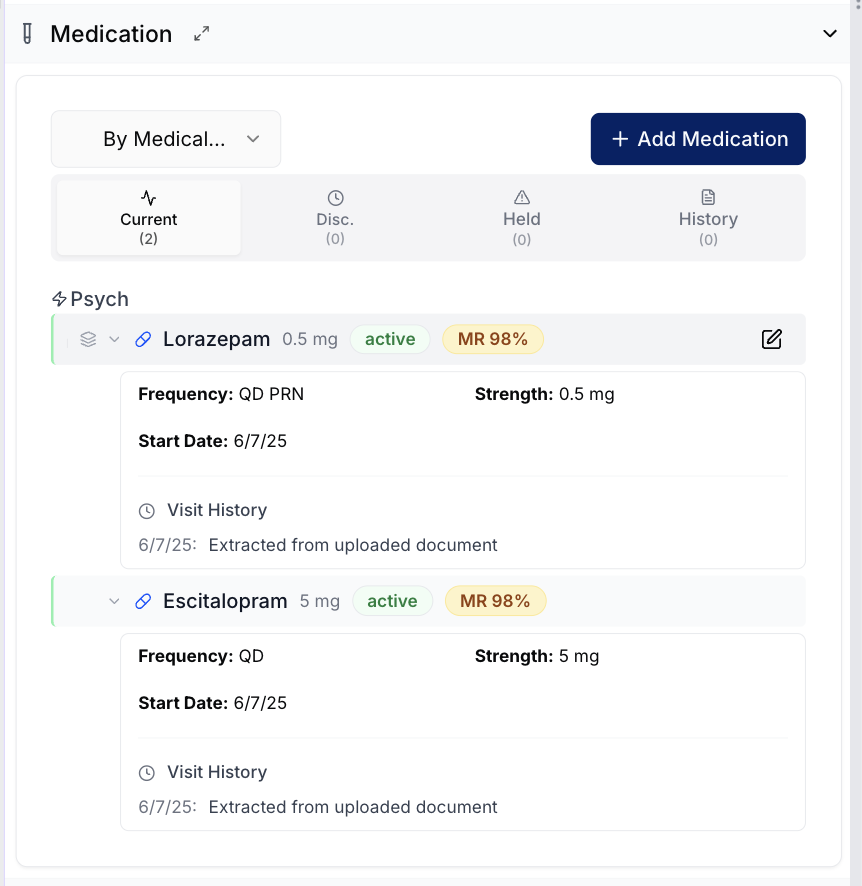 Medication
By Medical...
+ Add Medication
Current
(2)
Disc.
(0)
Held
(0)
History
(0)
Psych
Lorazepam 0.5 mg active MR 98%
Frequency: QD PRN Strength: 0.5 mg
Start Date: 6/7/25
Visit History
6/7/25: Extracted from uploaded document
Escitalopram 5 mg active MR 98%
Frequency: QD Strength: 5 mg
Start Date: 6/7/25
Visit History
6/7/25: Extracted from uploaded document